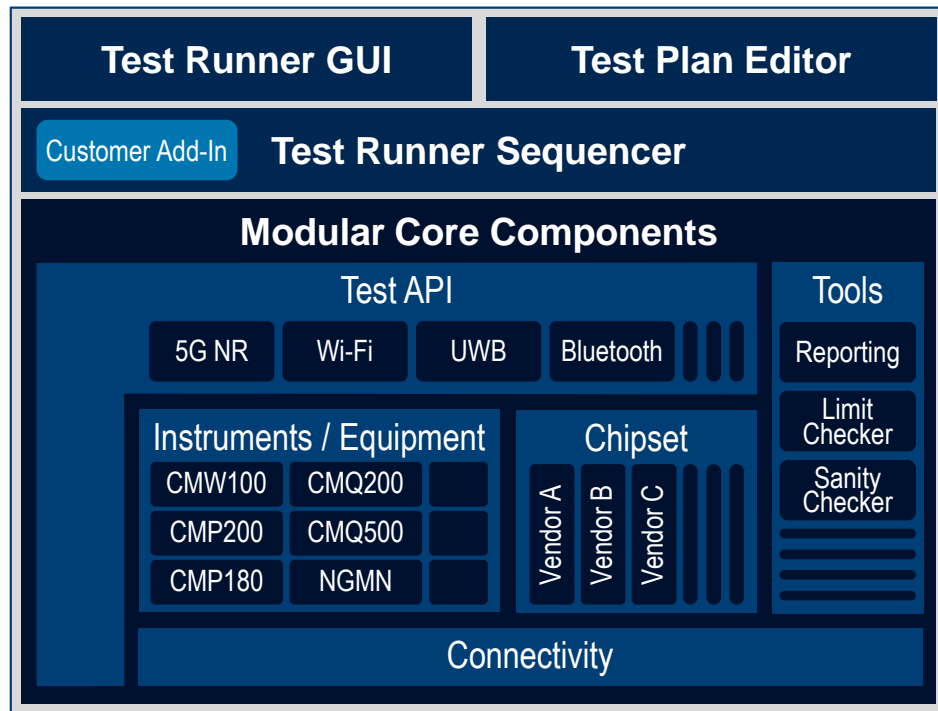 Test Runner GUI
Test Plan Editor
Customer Add-In
Test Runner Sequencer
Modular Core Components
Test API
5G NR
Wi-Fi
UWB
Bluetooth
Tools
Reporting
Limit
Checker
Sanity
Checker
Instruments / Equipment
CMW100
CMQ200
CMP200
CMQ500
CMP180
NGMN
Chipset
Vendor A
Vendor B
Vendor C
Connectivity